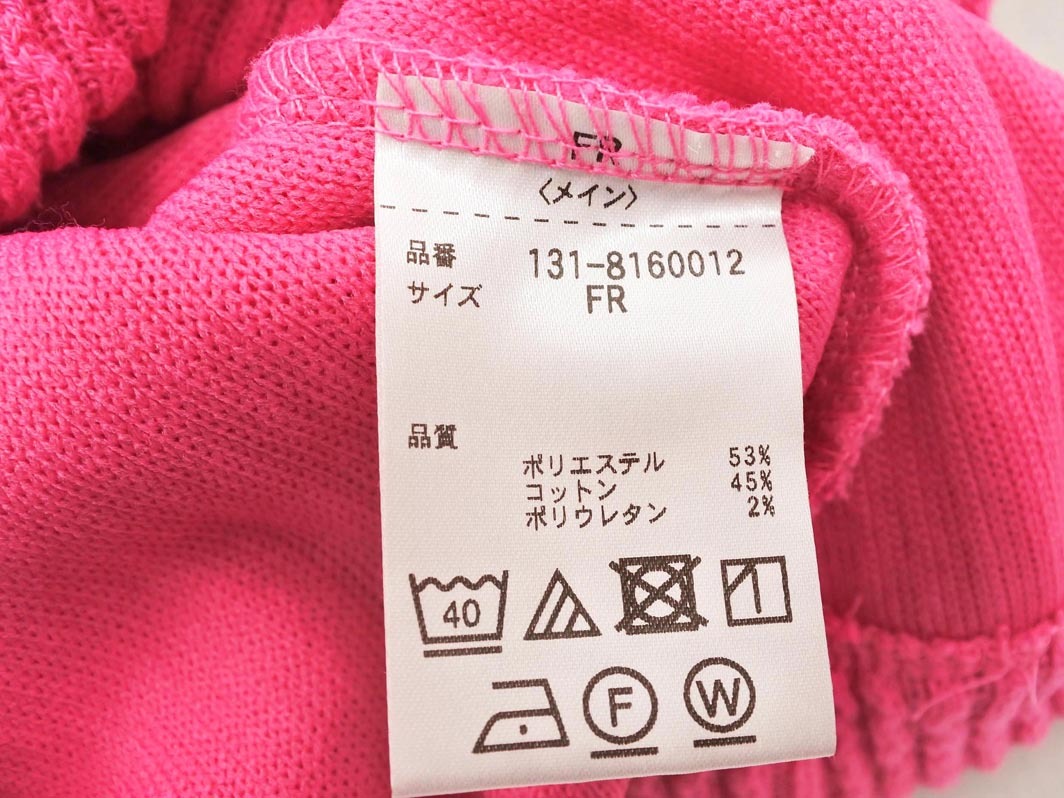 FR
〈メイン〉
品番 131-8160012
サイズ FR
品質
ポリエステル 53%
コットン 45%
ポリウレタン 2%
40
F W